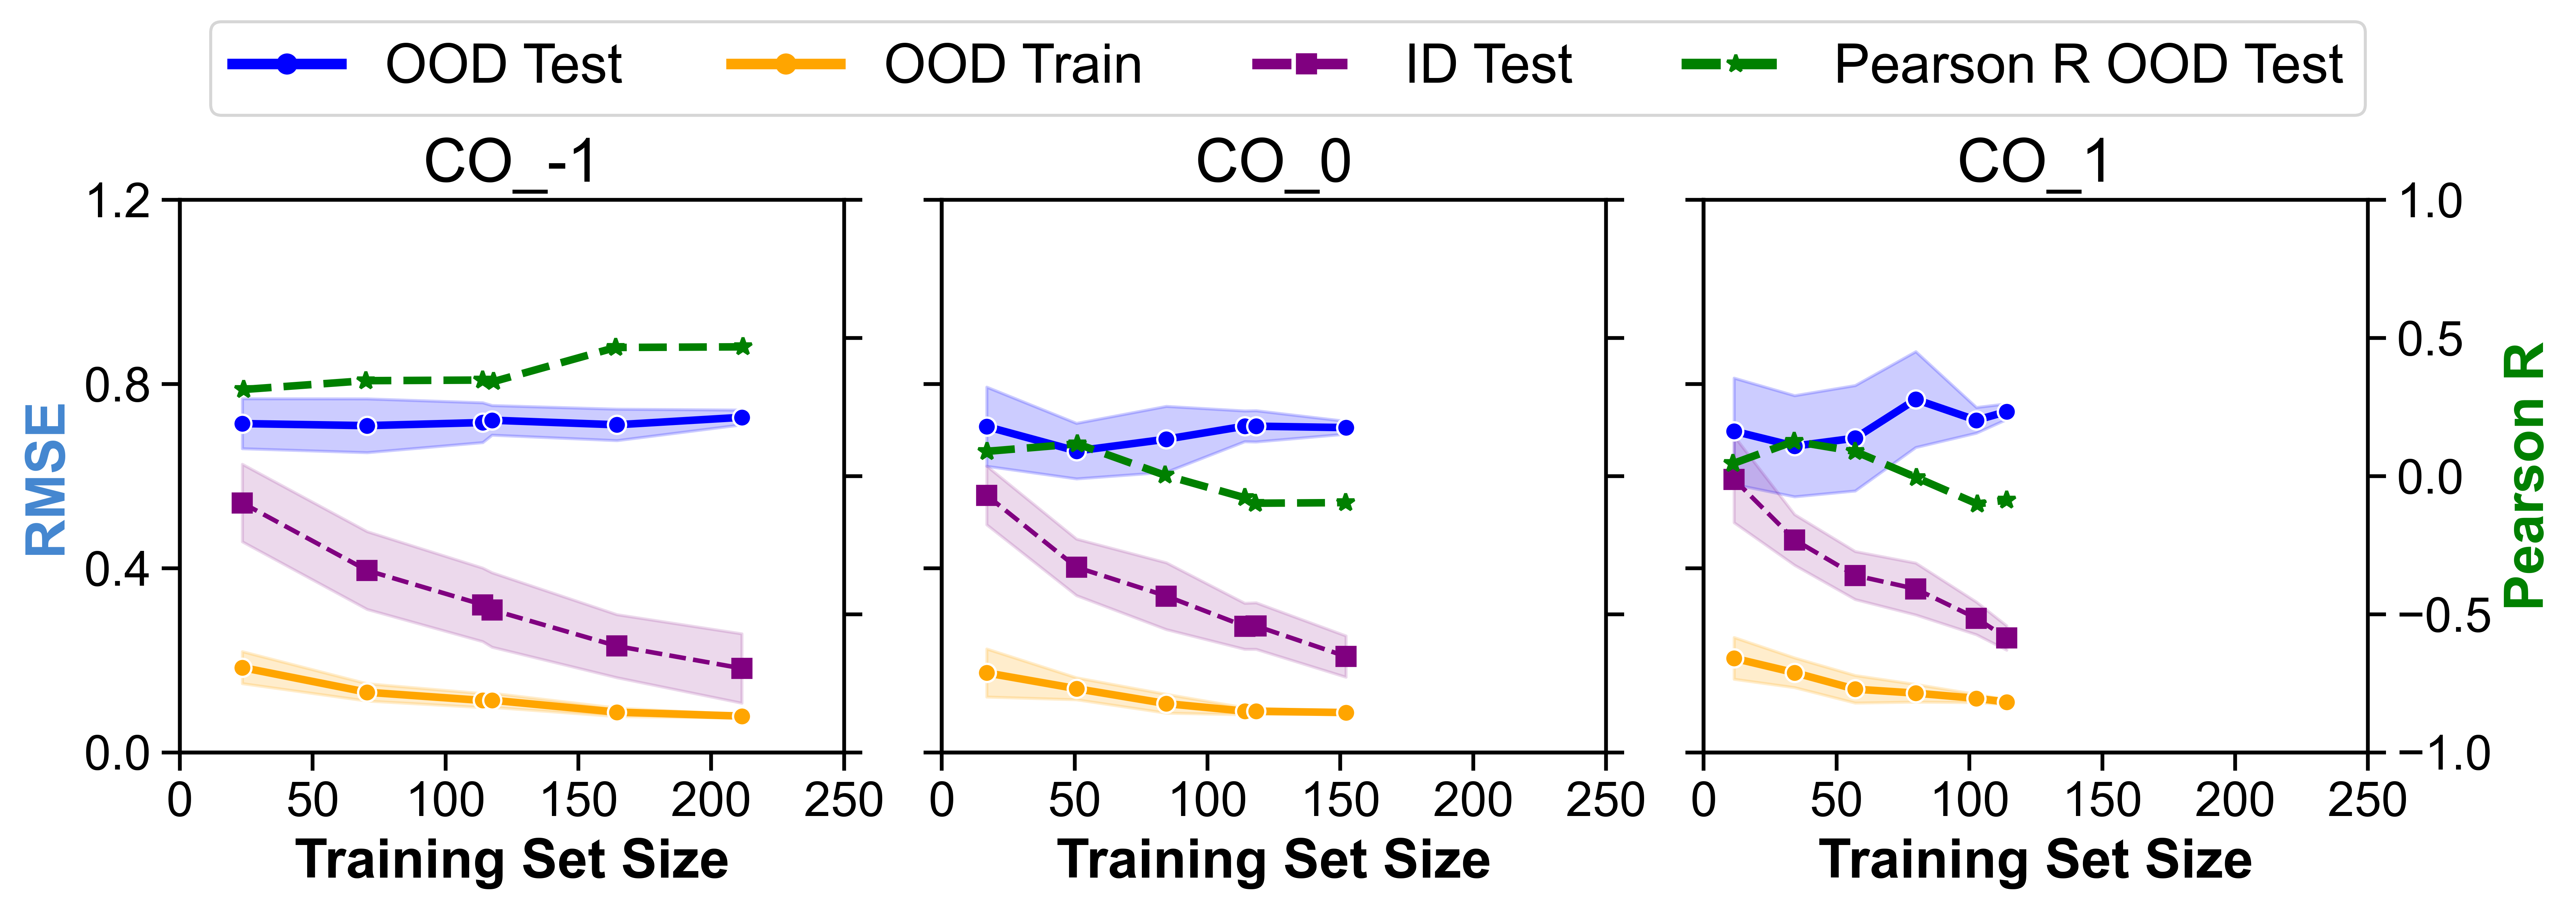 OOD Test OOD Train ID Test Pearson R OOD Test
CO_-1 CO_0 CO_1
1.2
0.8
0.4
0.0
RMSE
1.0
0.5
0.0
−0.5
−1.0
Pearson R
0 50 100 150 200 250
0 50 100 150 200 250
0 50 100 150 200 250
Training Set Size Training Set Size Training Set Size